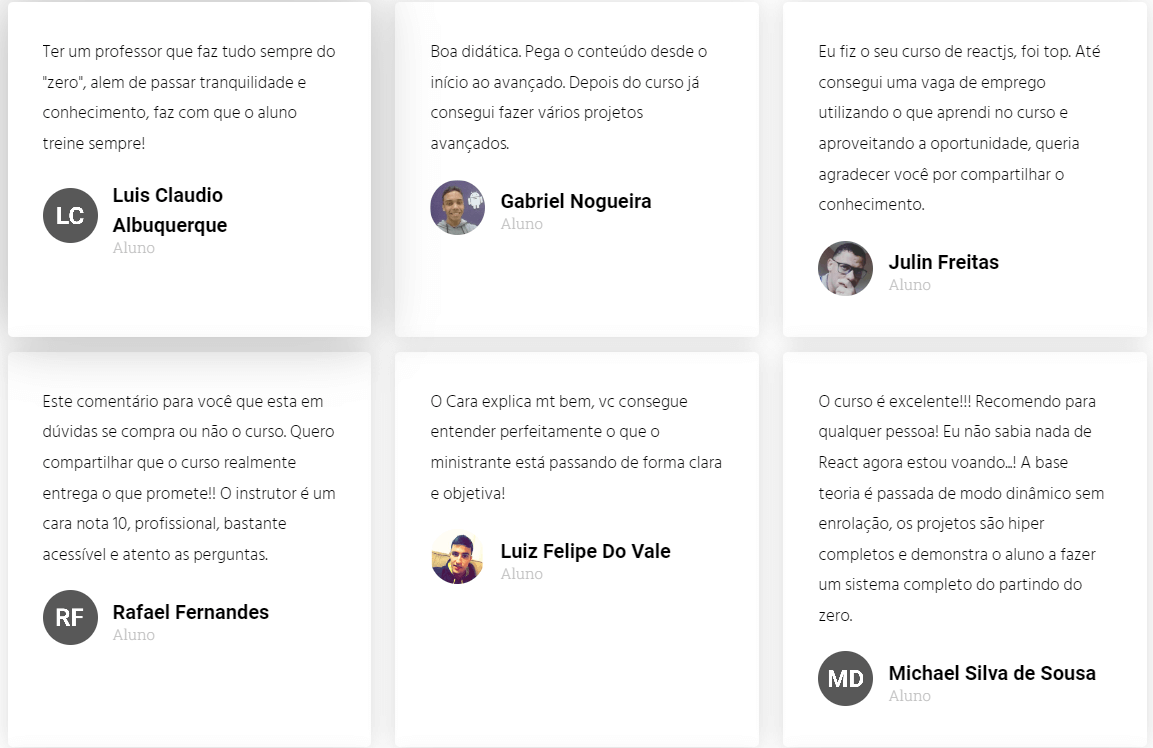 Ter um professor que faz tudo sempre do
"zero", alem de passar tranquilidade e
conhecimento, faz com que o aluno
treine sempre!
LC
Luis Claudio
Albuquerque
Aluno
Boa didática. Pega o conteúdo desde o
início ao avançado. Depois do curso já
consegui fazer vários projetos
avançados.
Gabriel Nogueira
Aluno
Eu fiz o seu curso de reactjs, foi top. Até
consegui uma vaga de emprego
utilizando o que aprendi no curso e
aproveitando a oportunidade, queria
agradecer você por compartilhar o
conhecimento.
Julin Freitas
Aluno
Este comentário para você que esta em
dúvidas se compra ou não o curso. Quero
compartilhar que o curso realmente
entrega o que promete!! O instrutor é um
cara nota 10, profissional, bastante
acessível e atento as perguntas.
RF
Rafael Fernandes
Aluno
O Cara explica mt bem, vc consegue
entender perfeitamente o que o
ministrante está passando de forma clara
e objetiva!
Luiz Felipe Do Vale
Aluno
O curso é excelente!!! Recomendo para
qualquer pessoa! Eu não sabia nada de
React agora estou voando...! A base
teoria é passada de modo dinâmico sem
enrolação, os projetos são hiper
completos e demonstra o aluno a fazer
um sistema completo do partindo do
zero.
MD
Michael Silva de Sousa
Aluno